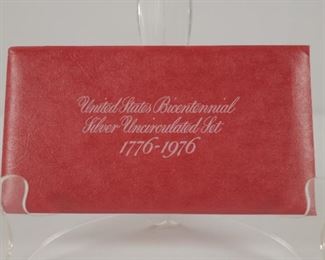 United States Bicentennial
Silver Uncirculated Set
1776-1976